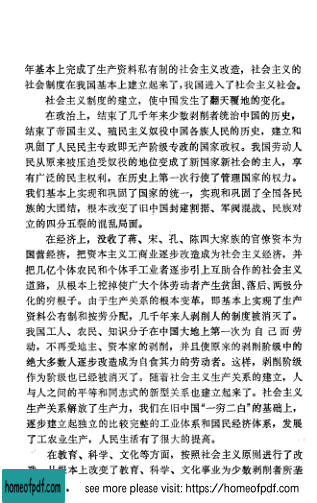 年基本上完成了生产资料私有制的社会主义改造，社会主义的
社会制度在我国基本上建立起来了，我国进入了社会主义社会。
社会主义制度的建立，使中国发生了翻天覆地的变化。
在政治上，结束了几千年来少数剥削者统治中国的历史，
结束了帝国主义、殖民主义奴役中国各族人民的历史，建立和
巩固了人民民主专政即无产阶级专政的国家政权。我国劳动人
民从原来被压迫受奴役的地位变成了新国家新社会的主人，享
有广泛的民主权利，在历史上第一次行使了管理国家的权力。
我们基本上实现和巩固了国家的统一，实现和巩固了全国各民
族的大团结，根本改变了旧中国封建割据、军阀混战、民族对
立的四分五裂的混乱局面。
在经济上，没收了蒋、宋、孔、陈四大家族的官僚资本为
国营经济，把资本主义工商业逐步改造成为社会主义经济，并
把几亿个体农民和个体手工业者逐步引上互助合作的社会主义
道路，从根本上挖掉使广大个体劳动者产生贫困、落后、两极分
化的穷根子。由于生产关系的根本变革，即基本上实现了生产
资料公有制和按劳分配，几千年来人剥削人的制度被消灭了。
我国工人、农民、知识分子在中国大地上第一次为自己而劳
动，不再受地主、资本家的剥削，并且使原来的剥削阶级中的
绝大多数人逐步改造成为自食其力的劳动者。这样，剥削阶级
作为阶级也已经被消灭了。随着社会主义生产关系的建立，人
与人之间的平等和同志式的新型关系也建立起来了。社会主义
生产关系解放了生产力，我们在旧中国“一穷二白”的基础上，
逐步建立起独立的比较完整的工业体系和国民经济体系，发展
了工农业生产，人民生活有了很大的提高。
在教育、科学、文化等方面，按照社会主义原则进行了改
从根本上改变了教育、科学、文化事业为少数剥削者所垄
homeofpdf.com
see more please visit: https://homeofpdf.com